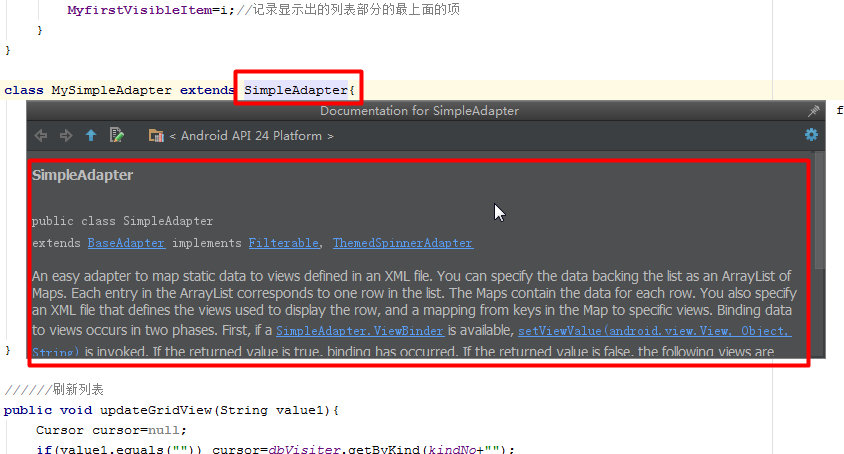 MyfirstVisibleItem=i;//记录显示出的列表部分的最上面的项
}
}
class MySimpleAdapter extends SimpleAdapter{
Documentation for SimpleAdapter
f
< Android API 24 Platform >
SimpleAdapter
public class SimpleAdapter
extends BaseAdapter implements Filterable, ThemedSpinnerAdapter
An easy adapter to map static data to views defined in an XML file. You can specify the data backing the list as an ArrayList of
Maps. Each entry in the ArrayList corresponds to one row in the list. The Maps contain the data for each row. You also specify
an XML file that defines the views used to display the row, and a mapping from keys in the Map to specific views. Binding data
to views occurs in two phases. First, if a SimpleAdapter.ViewBinder is available, setViewValue(android.view.View, Object,
String) is invoked. If the returned value is true, binding has occurred. If the returned value is false, the following views are
}
//////刷新列表
public void updateGridView(String value1){
Cursor cursor=null;
if(value1.equals("")) cursor=dbVisiter.getByKind(kindNo+"");